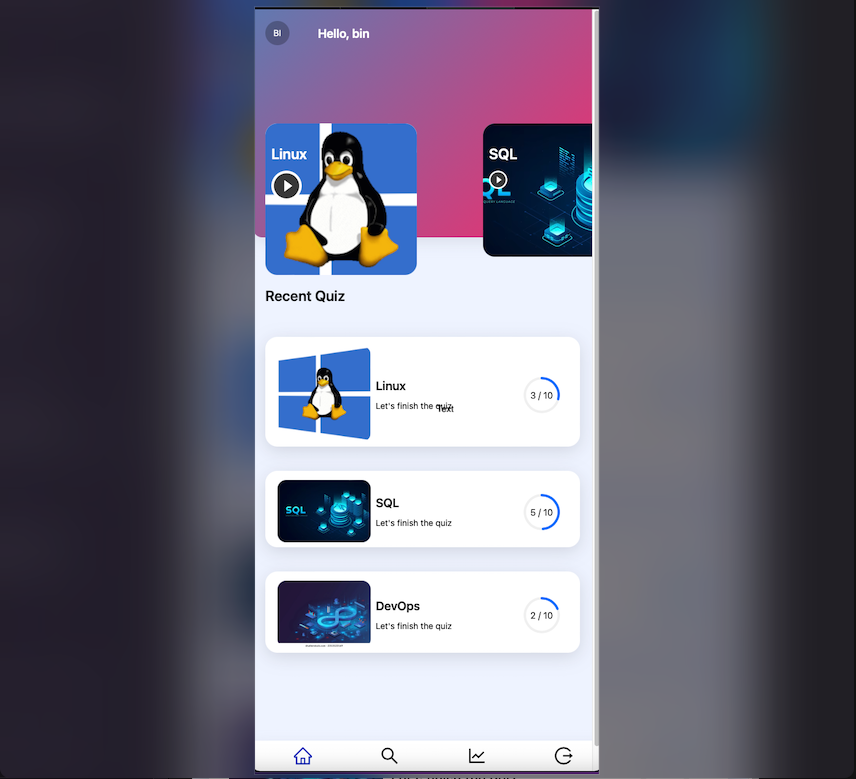 BI
Hello, bin
Linux
SQL
Recent Quiz
Linux
Let's finish the quiz
Text
3 / 10
SQL
SQL
Let's finish the quiz
5 / 10
DevOps
Let's finish the quiz
2 / 10